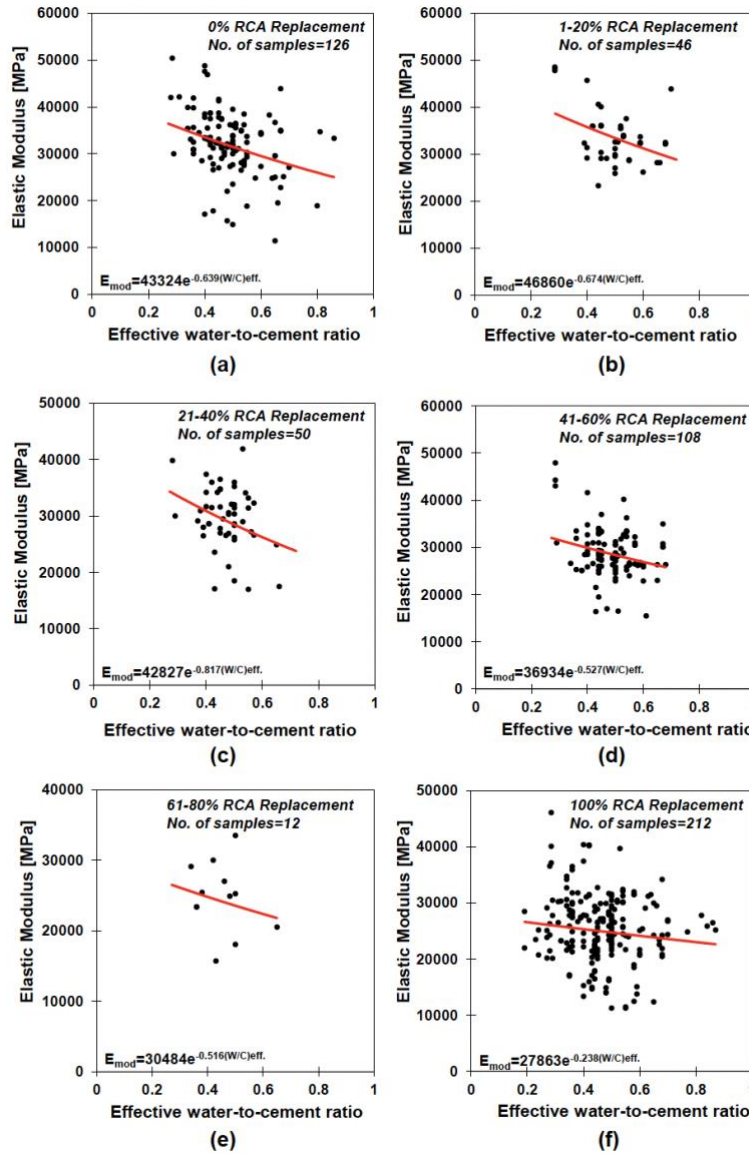 0% RCA Replacement
No. of samples=126
60000
50000
40000
30000
20000
10000
0
Elastic Modulus [MPa]
E_mod=43324e^-0.639(W/C)eff.
0 0.2 0.4 0.6 0.8 1
Effective water-to-cement ratio
(a)
1-20% RCA Replacement
No. of samples=46
60000
50000
40000
30000
20000
10000
0
Elastic Modulus [MPa]
E_mod=46860e^-0.674(W/C)eff.
0 0.2 0.4 0.6 0.8
Effective water-to-cement ratio
(b)
21-40% RCA Replacement
No. of samples=50
50000
40000
30000
20000
10000
0
Elastic Modulus [MPa]
E_mod=42827e^-0.817(W/C)eff.
0 0.2 0.4 0.6 0.8 1
Effective water-to-cement ratio
(c)
41-60% RCA Replacement
No. of samples=108
60000
50000
40000
30000
20000
10000
0
Elastic Modulus [MPa]
E_mod=36934e^-0.527(W/C)eff.
0 0.2 0.4 0.6 0.8
Effective water-to-cement ratio
(d)
61-80% RCA Replacement
No. of samples=12
40000
30000
20000
10000
0
Elastic Modulus [MPa]
E_mod=30484e^-0.516(W/C)eff.
0 0.2 0.4 0.6 0.8 1
Effective water-to-cement ratio
(e)
100% RCA Replacement
No. of samples=212
50000
40000
30000
20000
10000
0
Elastic Modulus [MPa]
E_mod=27863e^-0.238(W/C)eff.
0 0.2 0.4 0.6 0.8
Effective water-to-cement ratio
(f)